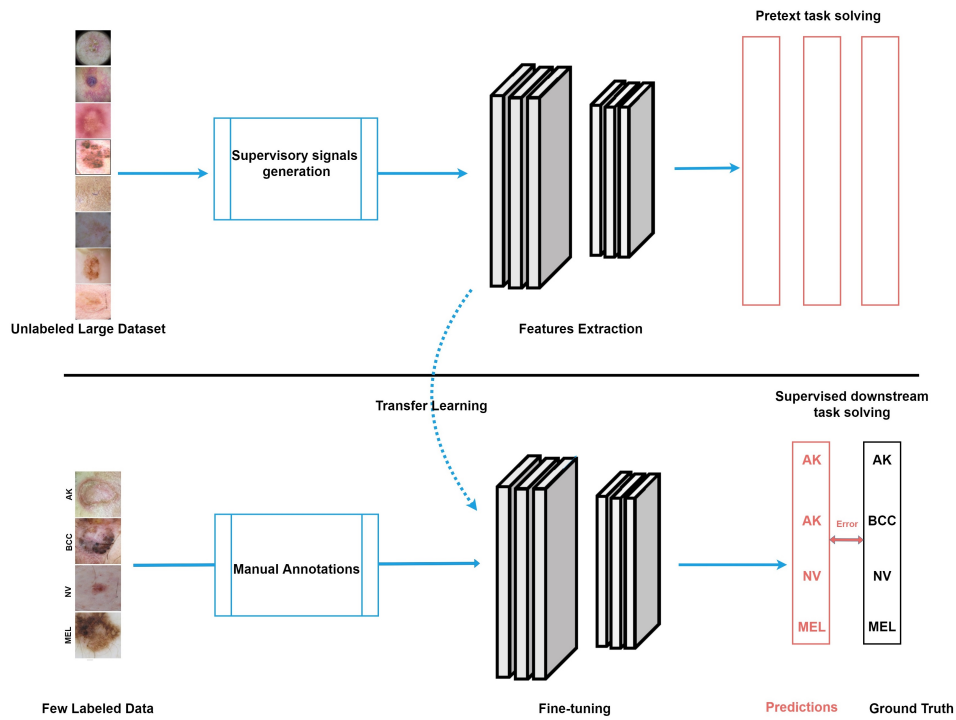 Pretext task solving
Supervisory signals
generation
Unlabeled Large Dataset
Features Extraction
Transfer Learning
Supervised downstream
task solving
AK
BCC
NV
MEL
Manual Annotations
AK
AK
NV
MEL
Error
AK
BCC
NV
MEL
Few Labeled Data
Fine-tuning
Predictions
Ground Truth